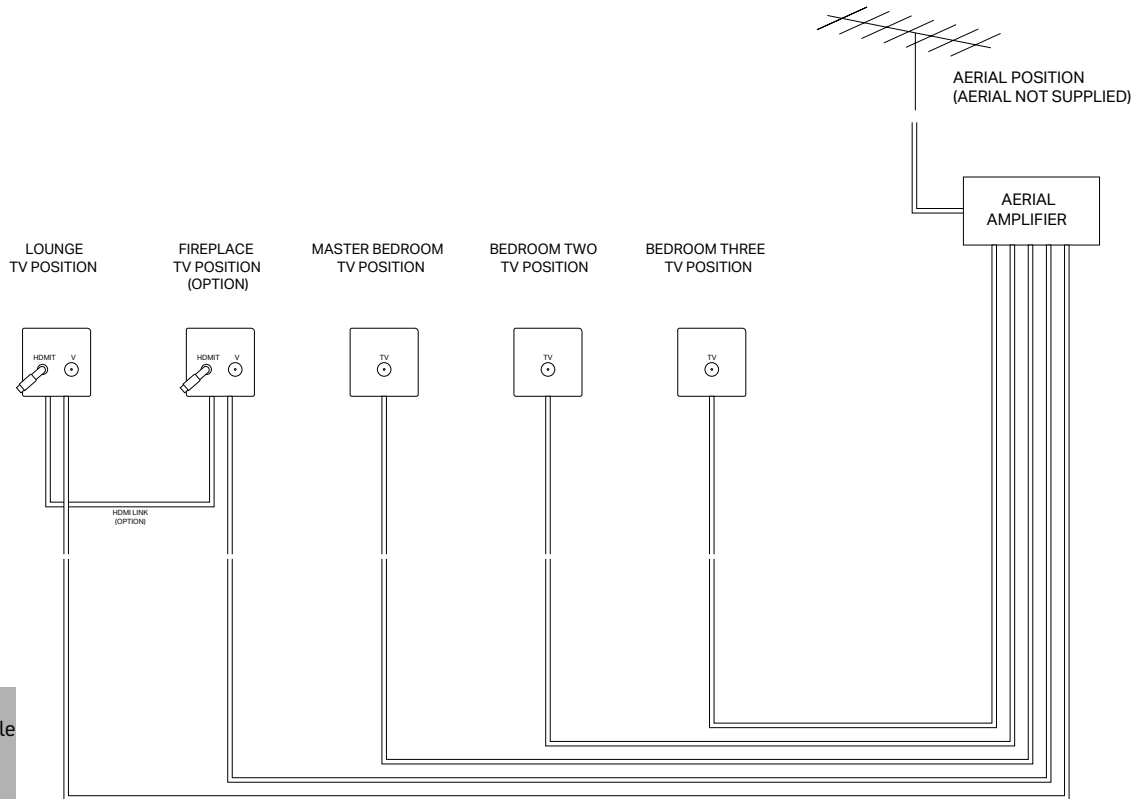 AERIAL POSITION
(AERIAL NOT SUPPLIED)
AERIAL
AMPLIFIER
LOUNGE
TV POSITION
FIREPLACE
TV POSITION
(OPTION)
MASTER BEDROOM
TV POSITION
BEDROOM TWO
TV POSITION
BEDROOM THREE
TV POSITION
HDMIT V
HDMIT V
TV
TV
TV
HDMI LINK
(OPTION)
le